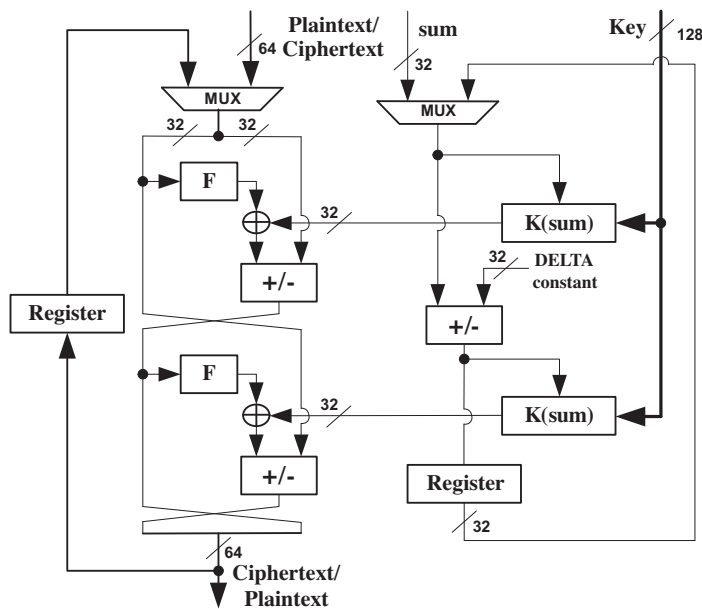 Plaintext/
Ciphertext
64
sum
32
Key
128
MUX
MUX
32
32
F
32
K(sum)
+/-
32
DELTA
constant
Register
+/-
F
32
K(sum)
+/-
Register
32
64
Ciphertext/
Plaintext